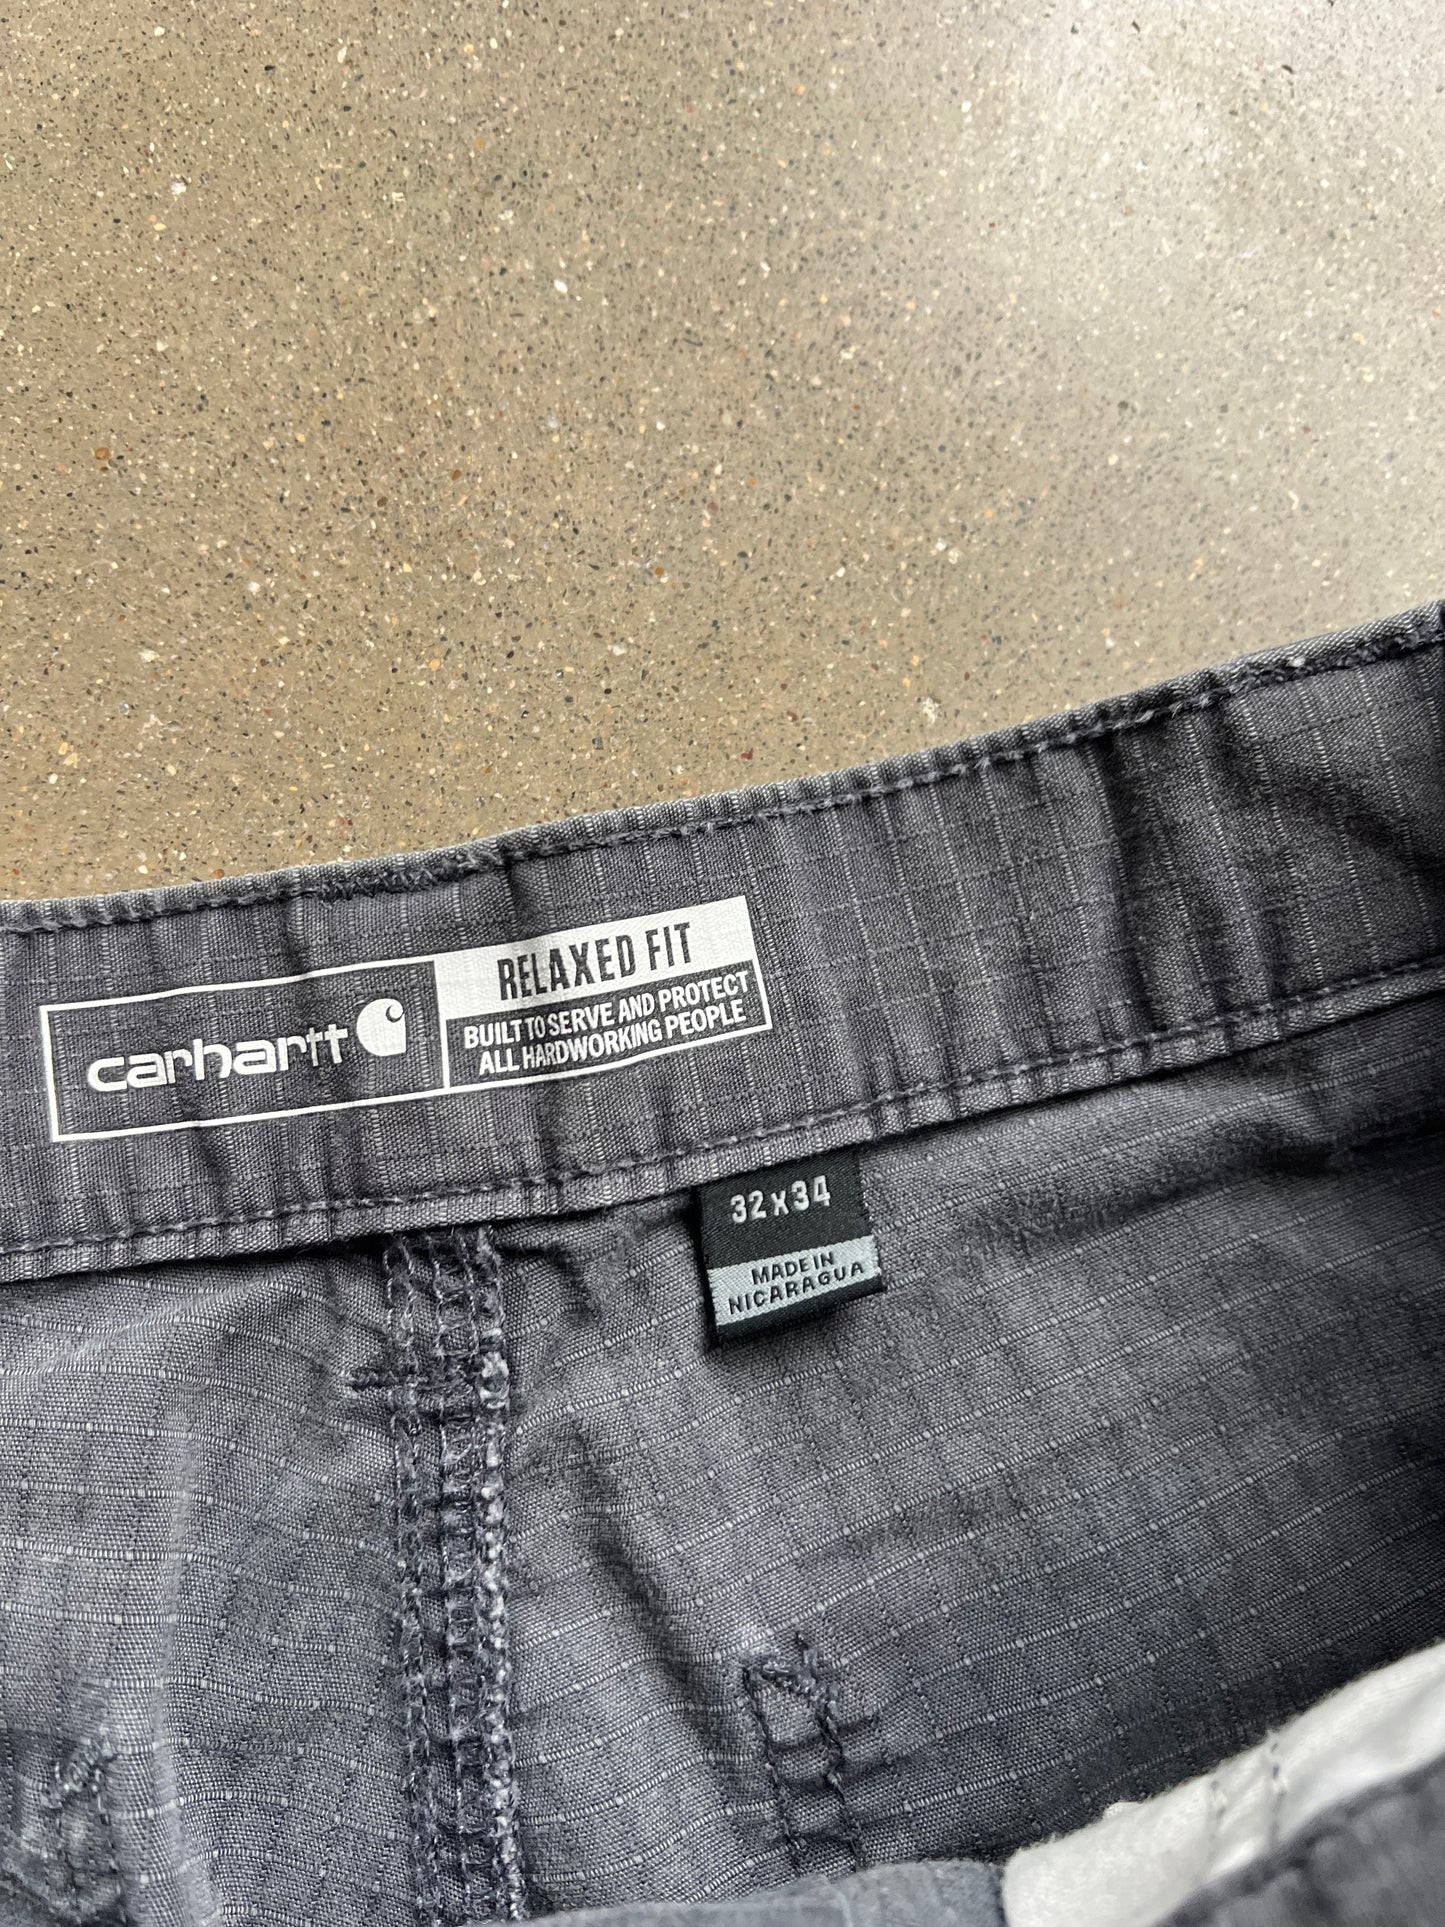 carhartt
RELAXED FIT
BUILT TO SERVE AND PROTECT
ALL HARDWORKING PEOPLE
32 x 34
MADE IN
NICARAGUA